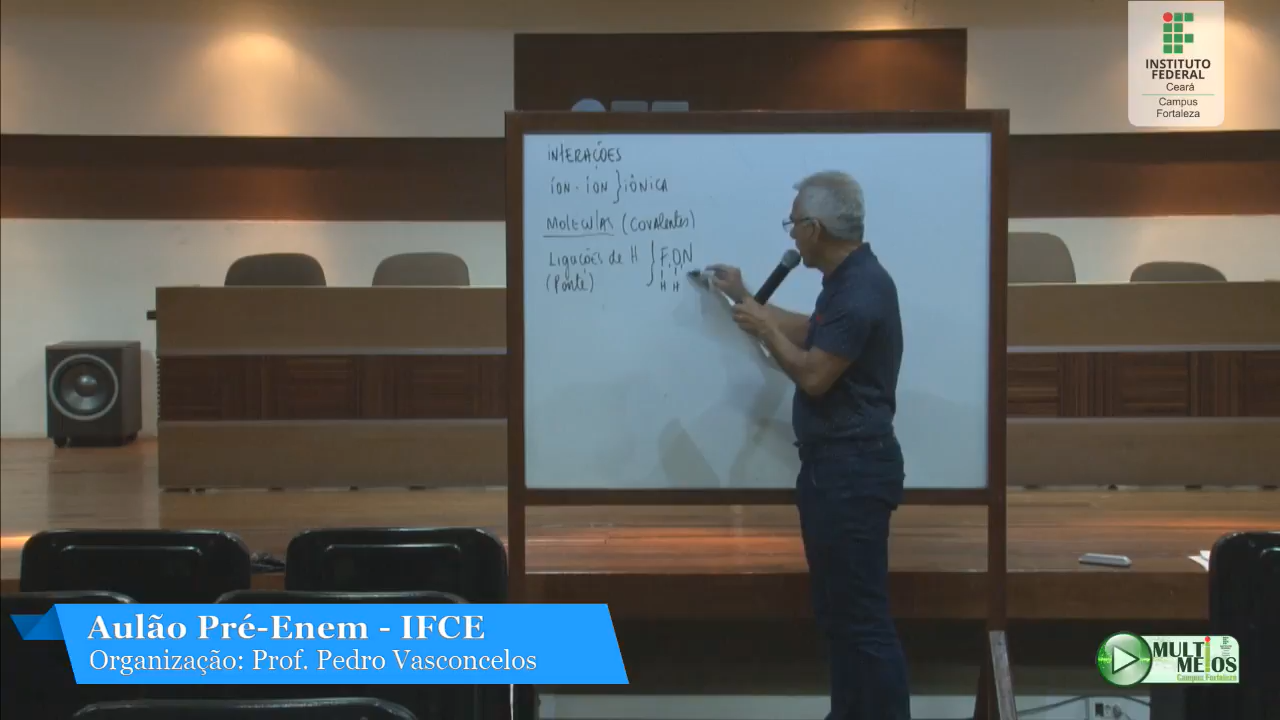 INSTITUTO
FEDERAL
Ceará
Campus
Fortaleza
INTERAÇÕES
ÍON - ÍON } IÔNICA
MOLECULAS (COVALENTES)
Ligações de H } F, O, N
(Ponte) H H
Aulão Pré-Enem - IFCE
Organização: Prof. Pedro Vasconcelos
MULTI
MEIOS
Campus Fortaleza